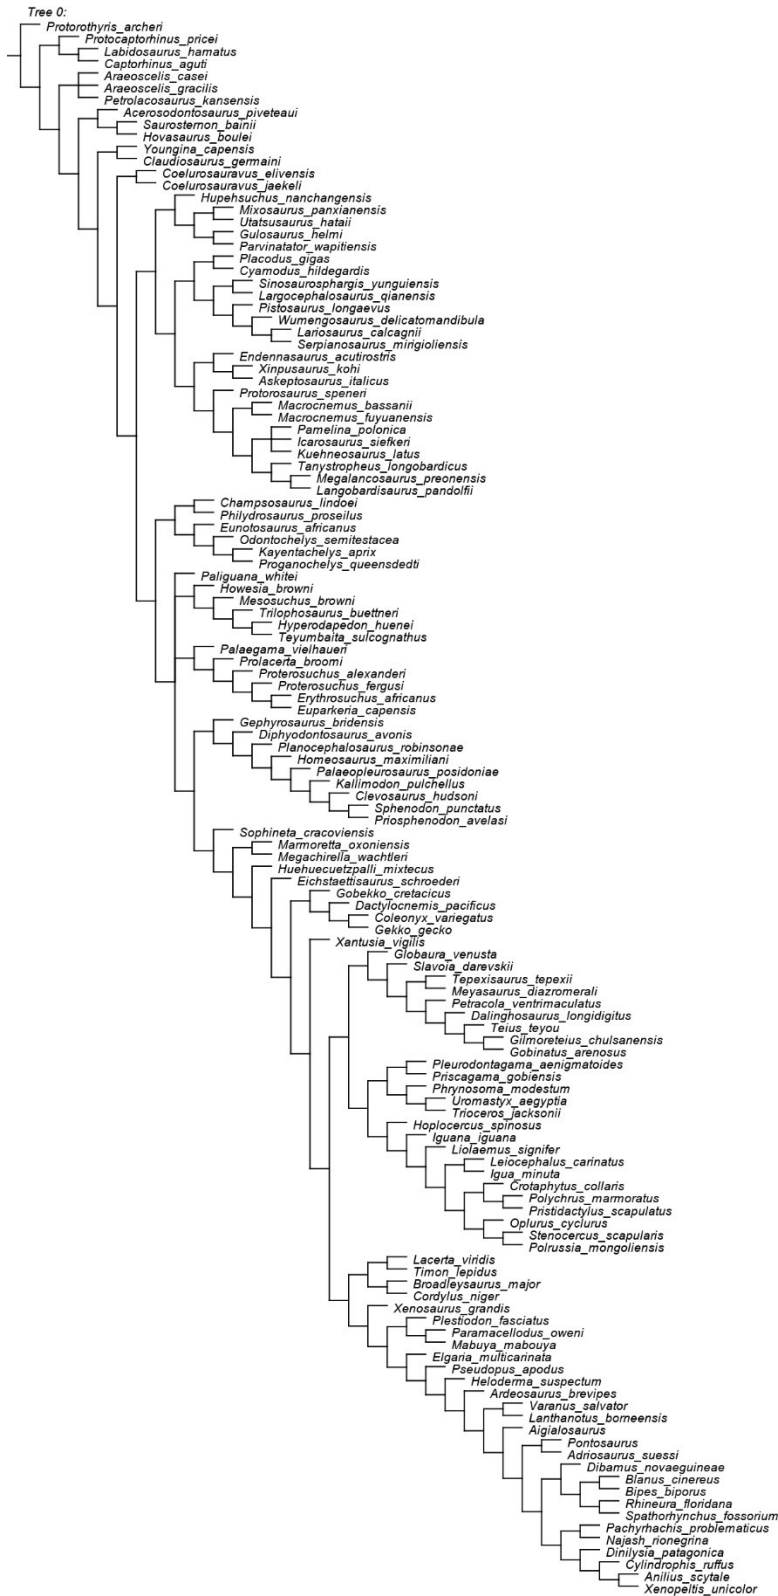 Tree 0:
Protorothyris_archeri
Protocaptorhinus_pricei
Labidosaurus_hamatus
Captorhinus_aguti
Araeoscelis_casei
Araeoscelis_gracilis
Petrolacosaurus_kansensis
Acerosodontosaurus_piveteaui
Saurosternon_bainii
Hovasaurus_boulei
Youngina_capensis
Claudiosaurus_germaini
Coelurosauravus_elivensis
Coelurosauravus_jaekeli
Hupehsuchus_nanchangensis
Mixosaurus_panxianensis
Utatsusaurus_hataii
Gulosaurus_helmi
Parvinatator_wapitiensis
Placodus_gigas
Cyamodus_hildegardis
Sinosaurosphargis_yunguiensis
Largocephalosaurus_qianensis
Pistosaurus_longaevus
Wumengosaurus_delicatomandibula
Lariosaurus_calcagnii
Serpianosaurus_mirigioliensis
Endennasaurus_acutirostris
Xinpusaurus_kohi
Askeptosaurus_italicus
Protorosaurus_speneri
Macrocnemus_bassanii
Macrocnemus_fuyuanensis
Pamelina_polonica
Icarosaurus_siefkeri
Kuehneosaurus_latus
Tanystropheus_longobardicus
Megalancosaurus_preonensis
Langobardisaurus_pandolfii
Champsosaurus_lindoei
Philydrosaurus_proseilus
Eunotosaurus_africanus
Odontochelys_semitestacea
Kayentachelys_aprix
Proganochelys_queensdedti
Paliguana_whitei
Howesia_browni
Mesosuchus_browni
Trilophosaurus_buettneri
Hyperodapedon_huenei
Teyumbaita_sulcognathus
Palaegama_vielhaueri
Prolacerta_broomi
Proterosuchus_alexanderi
Proterosuchus_fergusi
Erythrosuchus_africanus
Euparkeria_capensis
Gephyrosaurus_bridensis
Diphyodontosaurus_avonis
Planocephalosaurus_robinsonae
Homeosaurus_maximiliani
Palaeopleurosaurus_posidoniae
Kallimodon_pulchellus
Clevosaurus_hudsoni
Sphenodon_punctatus
Priosphenodon_avelasi
Sophineta_cracoviensis
Marmoretta_oxoniensis
Megachirella_wachtleri
Huehuecuetzpalli_mixtecus
Eichstaettisaurus_schroederi
Gobekko_cretacicus
Dactylocnemis_pacificus
Coleonyx_variegatus
Gekko_gecko
Xantusia_vigilis
Globaura_venusta
Slavoia_darevskii
Tepexisaurus_tepexii
Meyasaurus_diazromerali
Petracola_ventrimaculatus
Dalinghosaurus_longidigitus
Teius_teyou
Gilmoreteius_chulsanensis
Gobinatus_arenosus
Pleurodontagama_aenigmatoides
Priscagama_gobiensis
Phrynosoma_modestum
Uromastyx_aegyptia
Trioceros_jacksonii
Hoplocercus_spinosus
Iguana_iguana
Liolaemus_signifer
Leiocephalus_carinatus
Igua_minuta
Crotaphytus_collaris
Polychrus_marmoratus
Pristidactylus_scapulatus
Oplurus_cyclurus
Stenocercus_scapularis
Polrussia_mongoliensis
Lacerta_viridis
Timon_lepidus
Broadleysaurus_major
Cordylus_niger
Xenosaurus_grandis
Plestiodon_fasciatus
Paramacellodus_oweni
Mabuya_mabouya
Elgaria_multicarinata
Pseudopus_apodus
Heloderma_suspectum
Ardeosaurus_brevipes
Varanus_salvator
Lanthanotus_borneensis
Aigialosaurus
Pontosaurus
Adriosaurus_suessi
Dibamus_novaeguineae
Blanus_cinereus
Bipes_biporus
Rhineura_floridana
Spathorhynchus_fossorium
Pachyrhachis_problematicus
Najash_rionegrina
Dinilysia_patagonica
Cylindrophis_ruffus
Anilius_scytale
Xenopeltis_unicolor